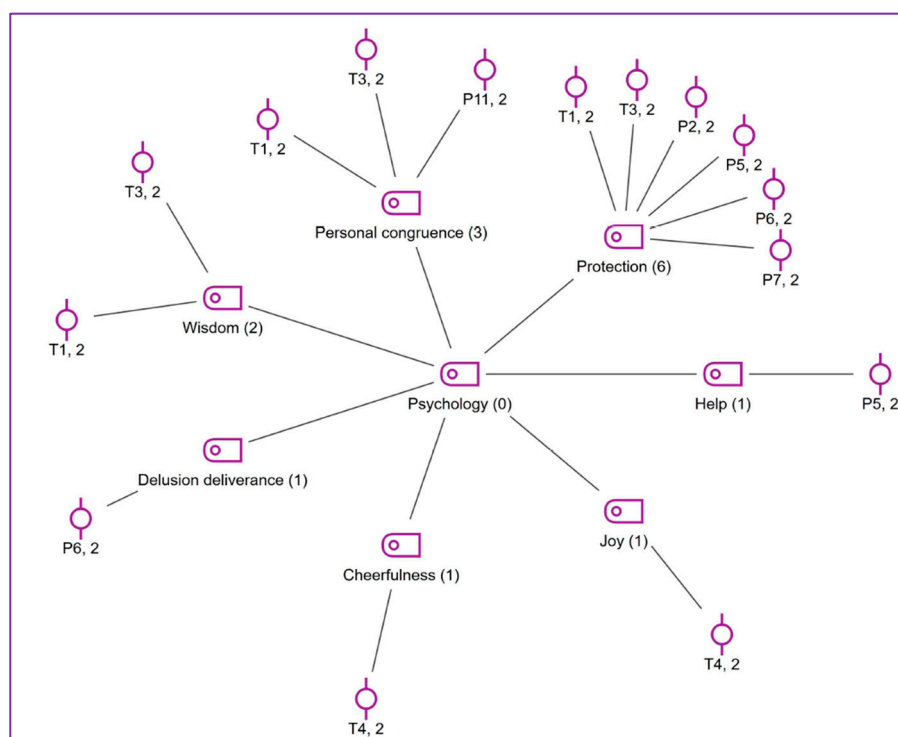 T3, 2
P11, 2
T1, 2
Personal congruence (3)
T1, 2
T3, 2
P2, 2
P5, 2
P6, 2
P7, 2
Protection (6)
T3, 2
T1, 2
Wisdom (2)
Psychology (0)
Help (1)
P5, 2
Delusion deliverance (1)
P6, 2
Cheerfulness (1)
T4, 2
Joy (1)
T4, 2